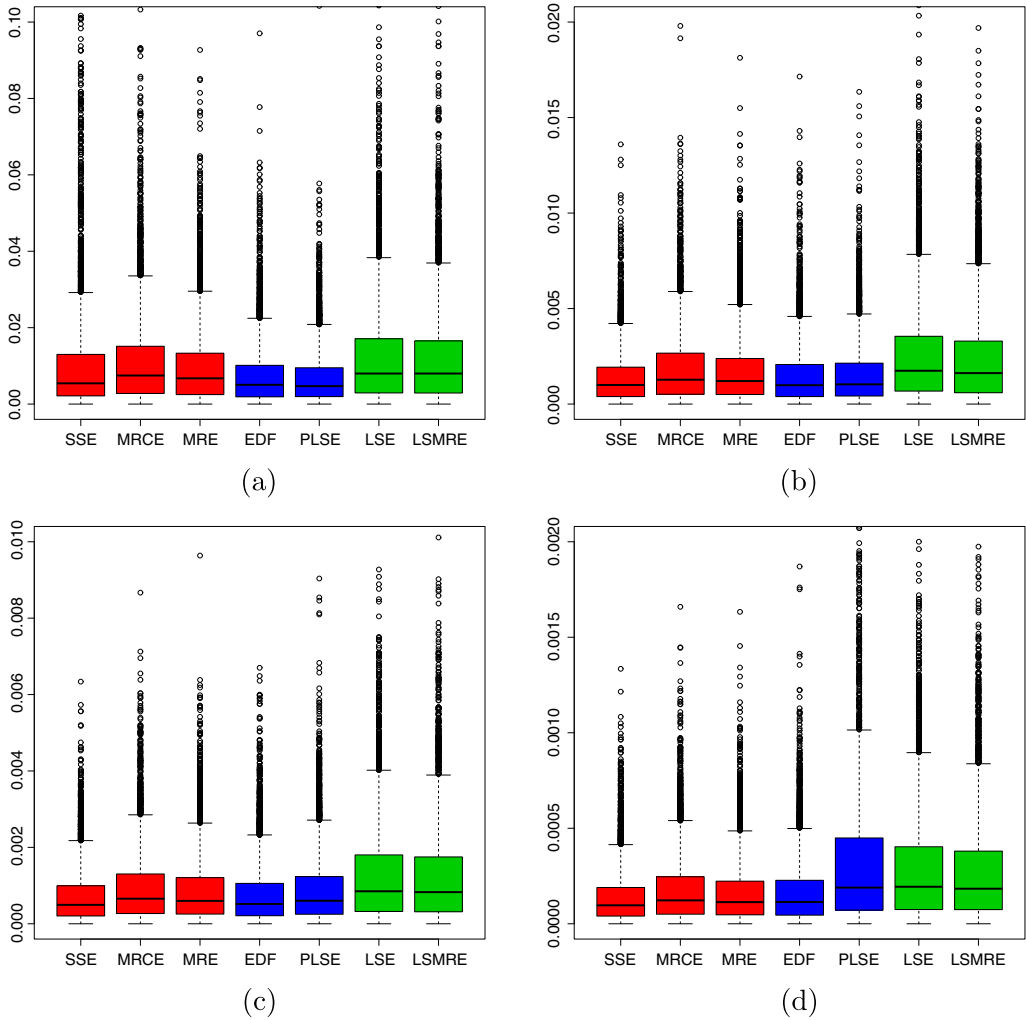 0.00 0.02 0.04 0.06 0.08 0.10
SSE MRCE MRE EDF PLSE LSE LSMRE
(a)
0.000 0.005 0.010 0.015 0.020
SSE MRCE MRE EDF PLSE LSE LSMRE
(b)
0.000 0.002 0.004 0.006 0.008 0.010
SSE MRCE MRE EDF PLSE LSE LSMRE
(c)
0.0000 0.0005 0.0010 0.0015 0.0020
SSE MRCE MRE EDF PLSE LSE LSMRE
(d)